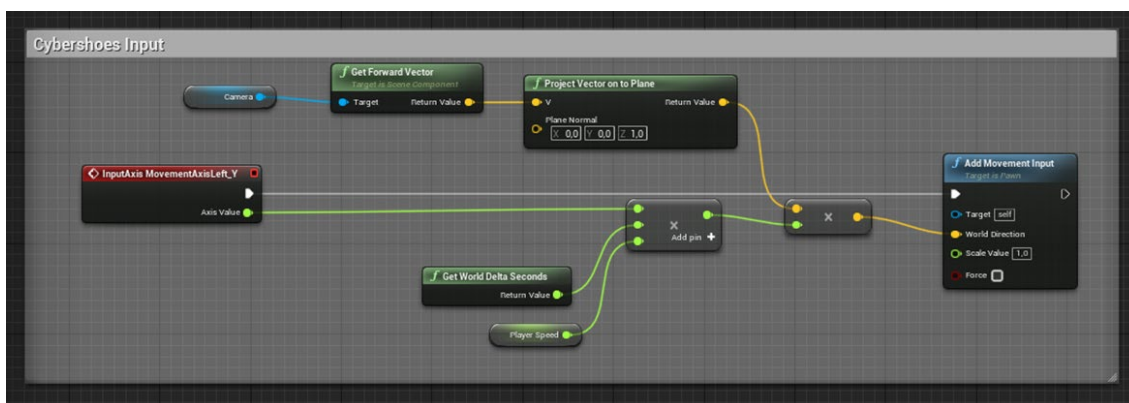 Cybershoes Input
Camera
f Get Forward Vector
Target is Scene Component
Target
Return Value
f Project Vector on to Plane
V
Return Value
Plane Normal
X 0,0 Y 0,0 Z 1,0
InputAxis MovementAxisLeft_Y
Axis Value
×
Add pin +
f Get World Delta Seconds
Return Value
Player Speed
×
f Add Movement Input
Target is Pawn
Target self
World Direction
Scale Value 1,0
Force